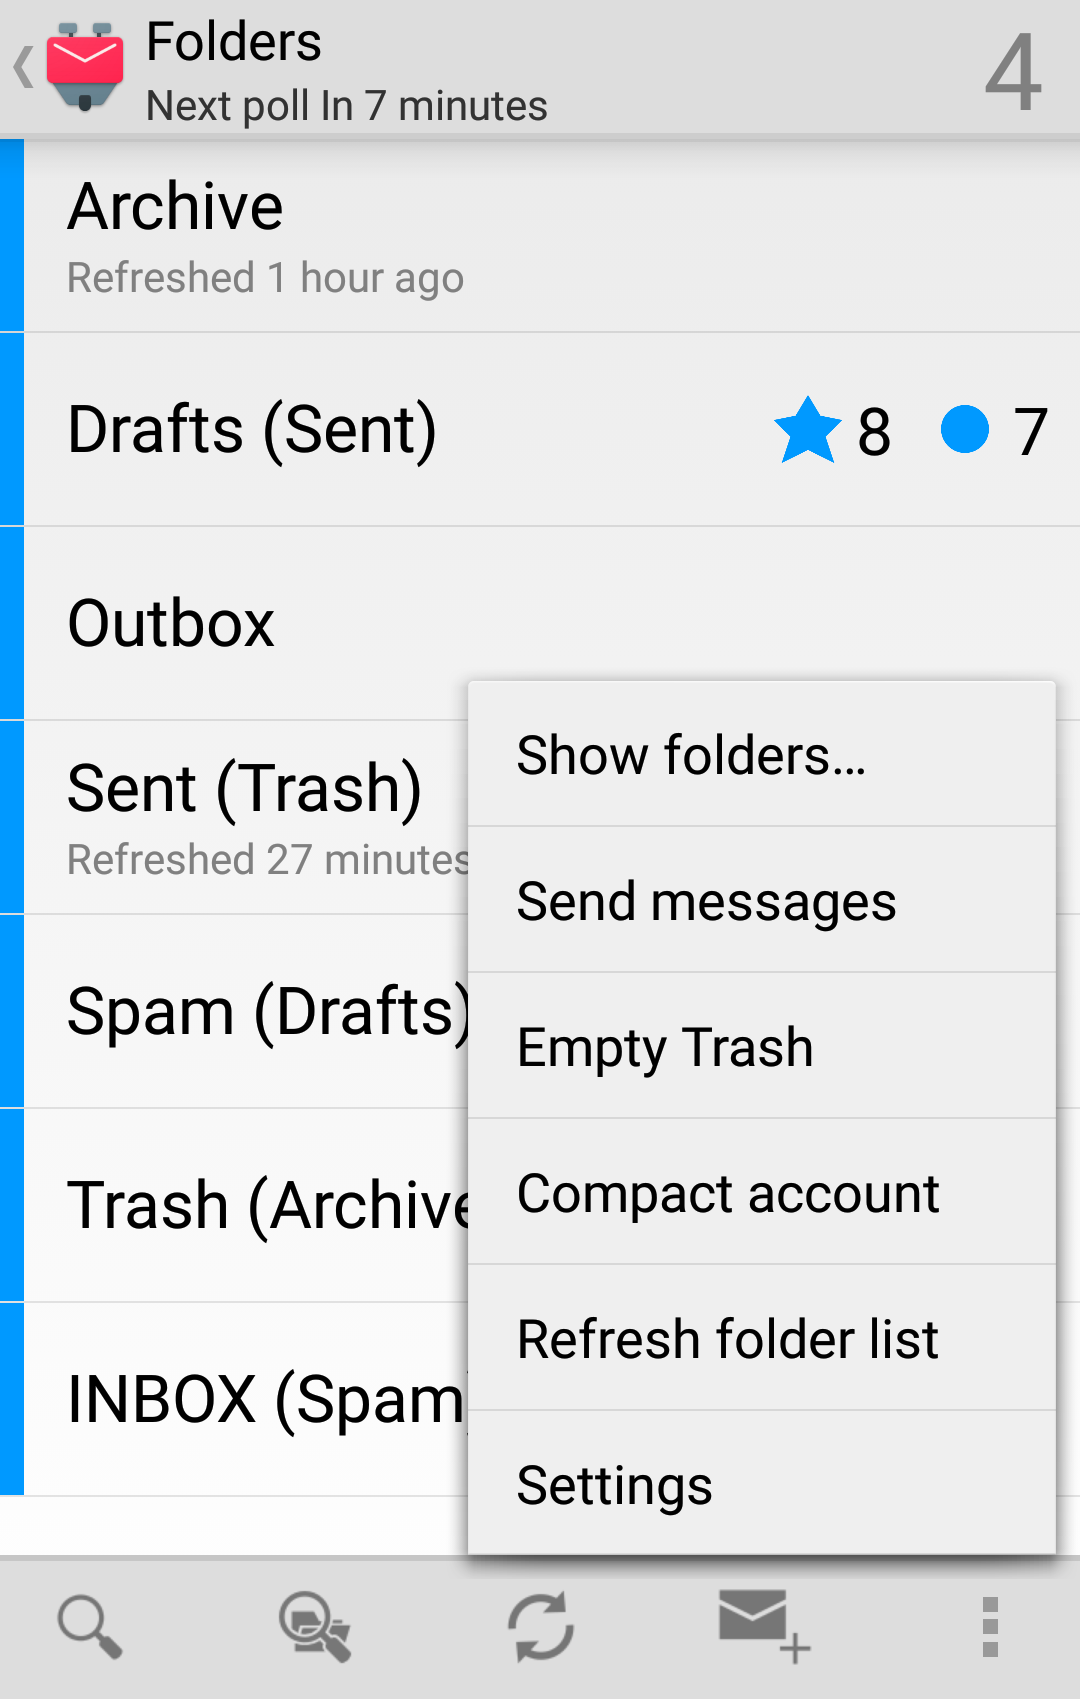 Folders
Next poll In 7 minutes
4
Archive
Refreshed 1 hour ago
Drafts (Sent)
8
7
Outbox
Sent (Trash)
Refreshed 27 minutes
Spam (Drafts)
Trash (Archive
INBOX (Spam)
Show folders...
Send messages
Empty Trash
Compact account
Refresh folder list
Settings